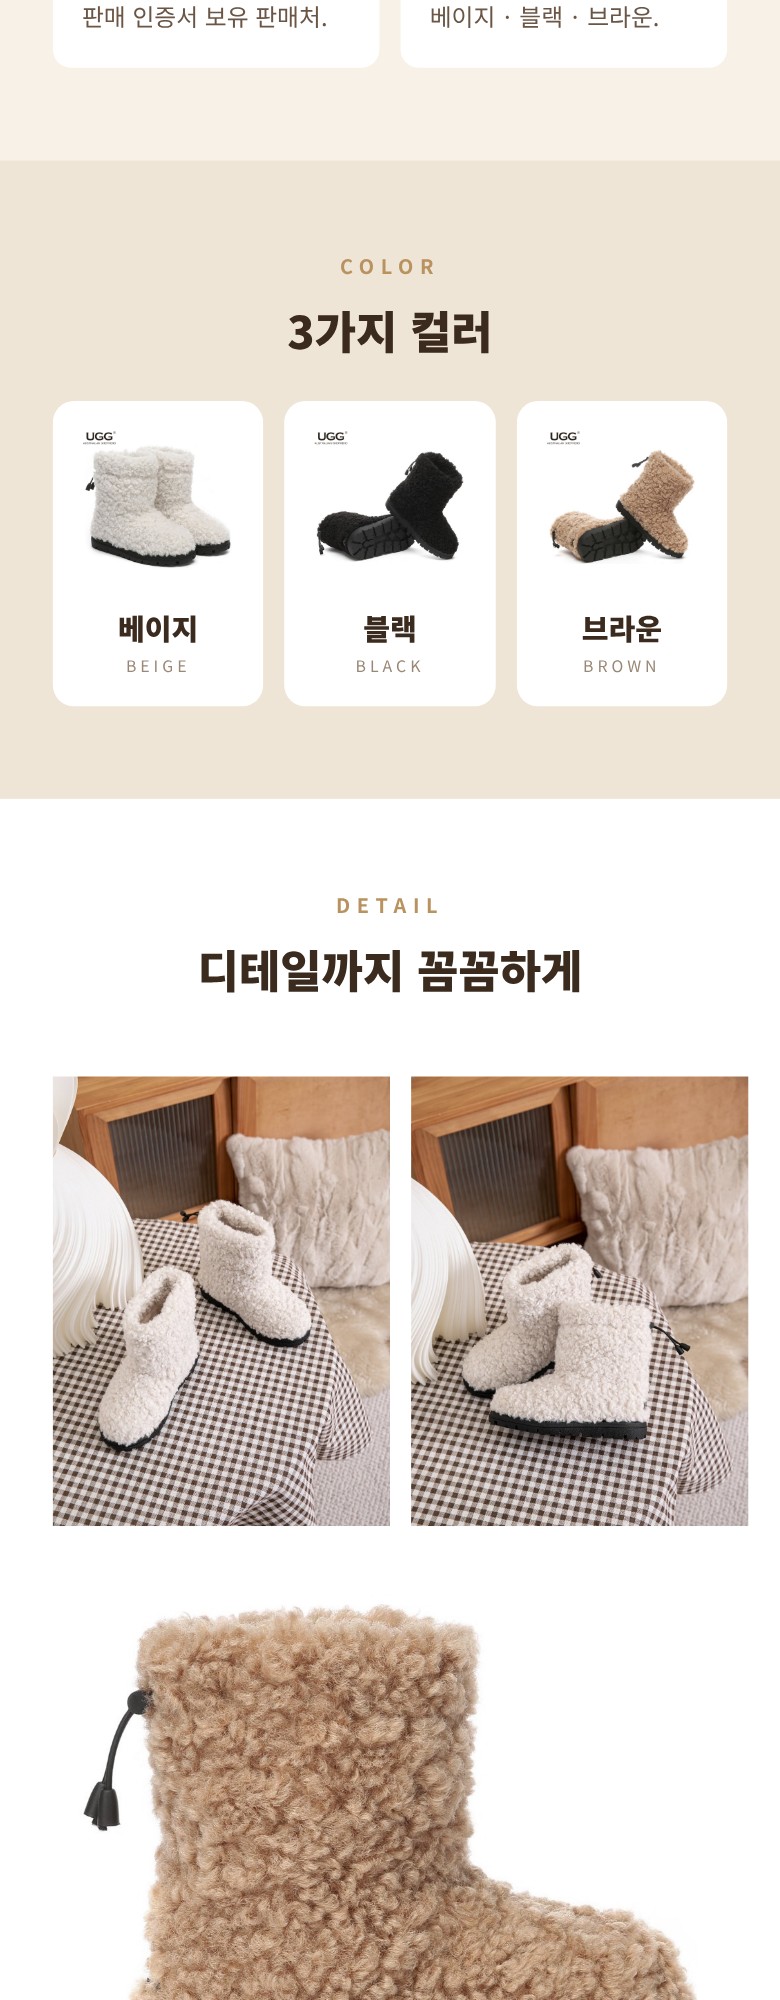 판매 인증서 보유 판매처.
베이지 · 블랙 · 브라운.
COLOR
3가지 컬러
UGG®
UGG®
UGG®
베이지
블랙
브라운
BEIGE
BLACK
BROWN
DETAIL
디테일까지 꼼꼼하게